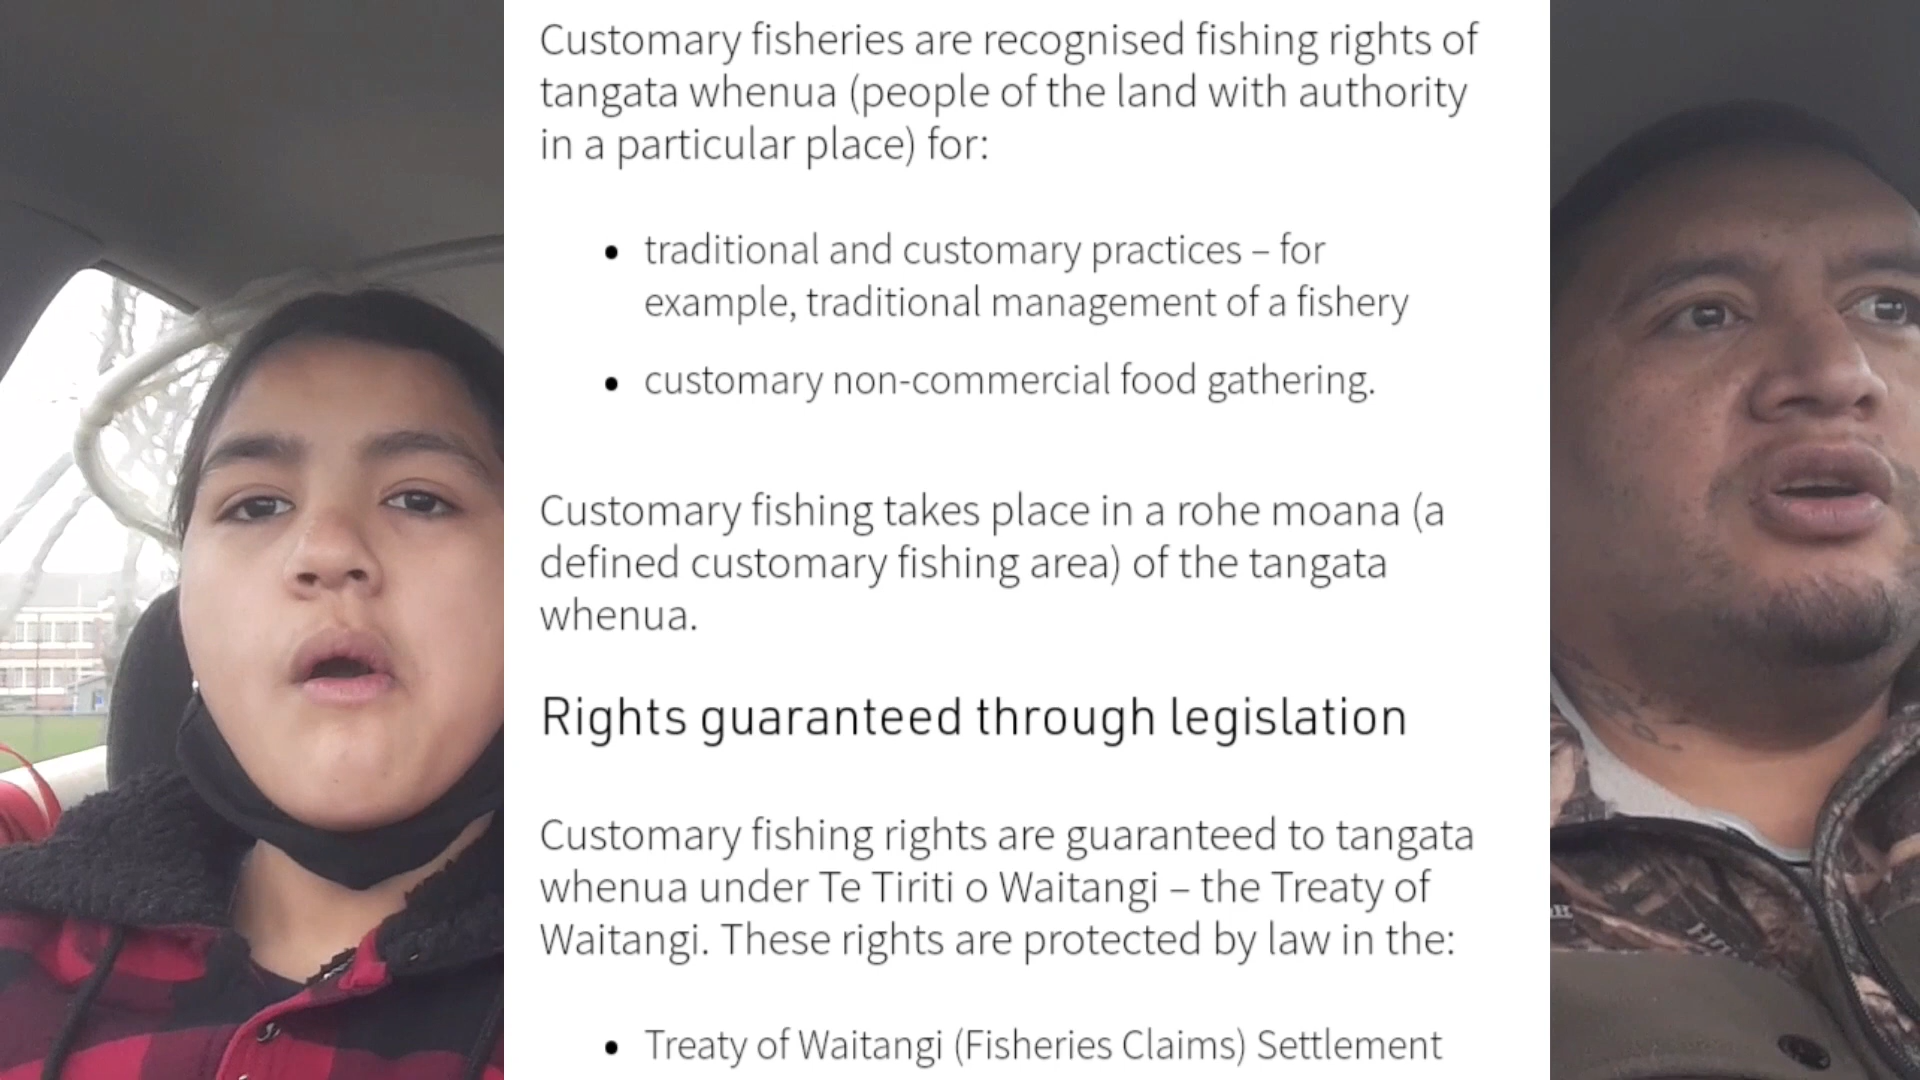 Customary fisheries are recognised fishing rights of
tangata whenua (people of the land with authority
in a particular place) for:
• traditional and customary practices – for
example, traditional management of a fishery
• customary non-commercial food gathering.
Customary fishing takes place in a rohe moana (a
defined customary fishing area) of the tangata
whenua.
Rights guaranteed through legislation
Customary fishing rights are guaranteed to tangata
whenua under Te Tiriti o Waitangi – the Treaty of
Waitangi. These rights are protected by law in the:
• Treaty of Waitangi (Fisheries Claims) Settlement